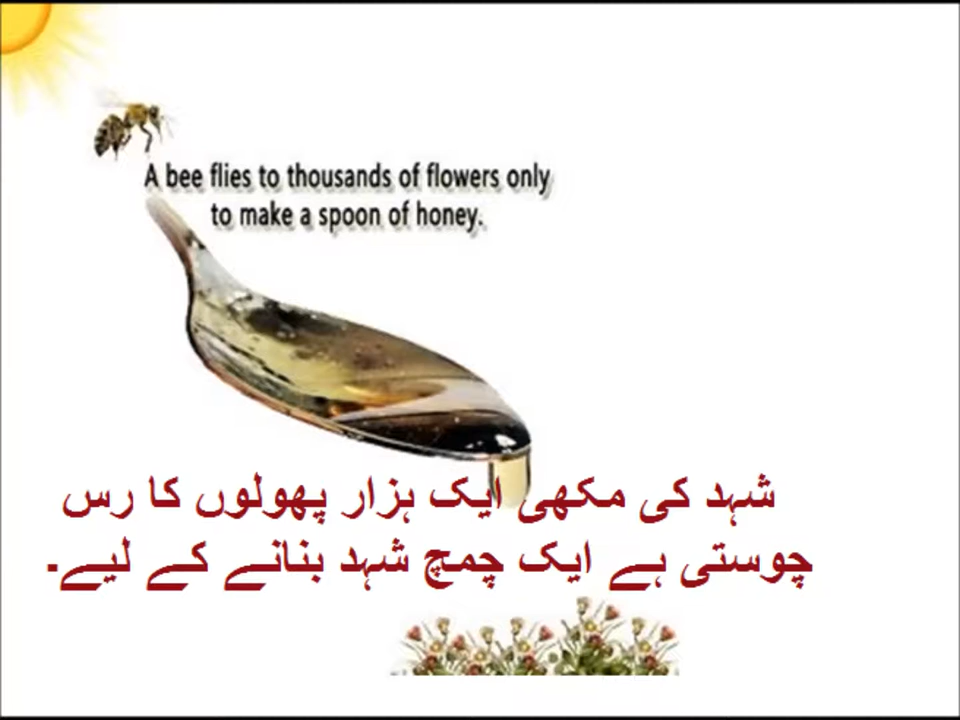 A bee flies to thousands of flowers only
to make a spoon of honey.
شہد کی مکھی ایک ہزار پھولوں کا رس
چوستی ہے ایک چمچ شہد بنانے کے لیے۔